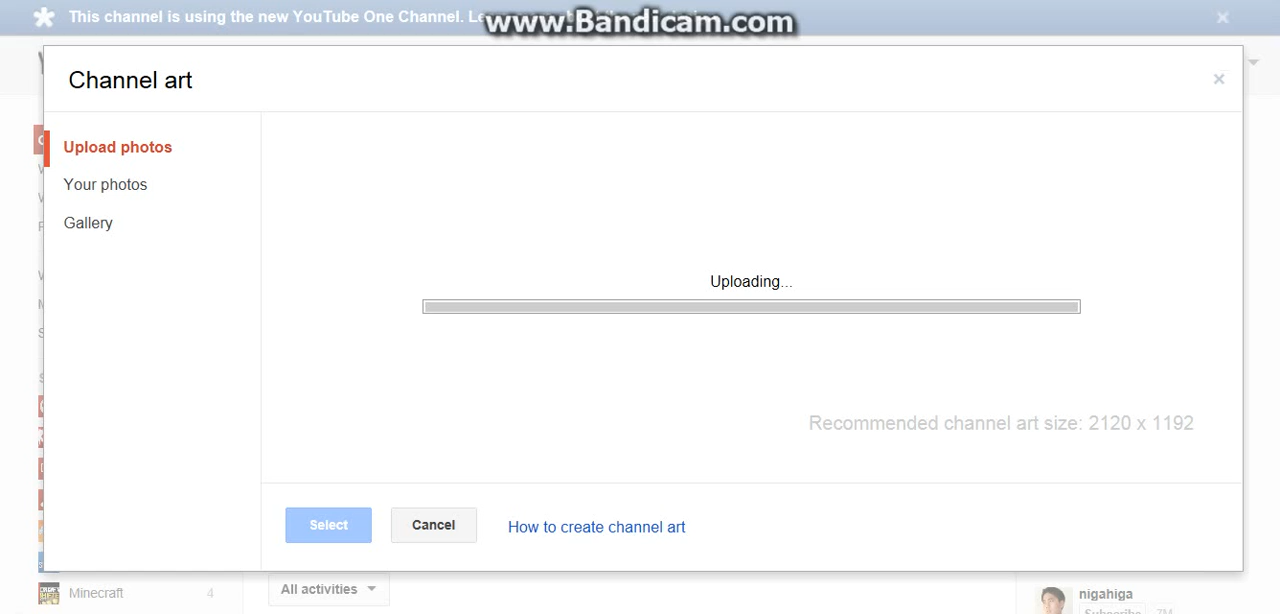 This channel is using the new YouTube One Channel.
www.Bandicam.com
Channel art
Upload photos
Your photos
Gallery
Uploading...
Recommended channel art size: 2120 x 1192
Select
Cancel
How to create channel art
Minecraft
4
All activities
nigahiga
Subscribe
7M